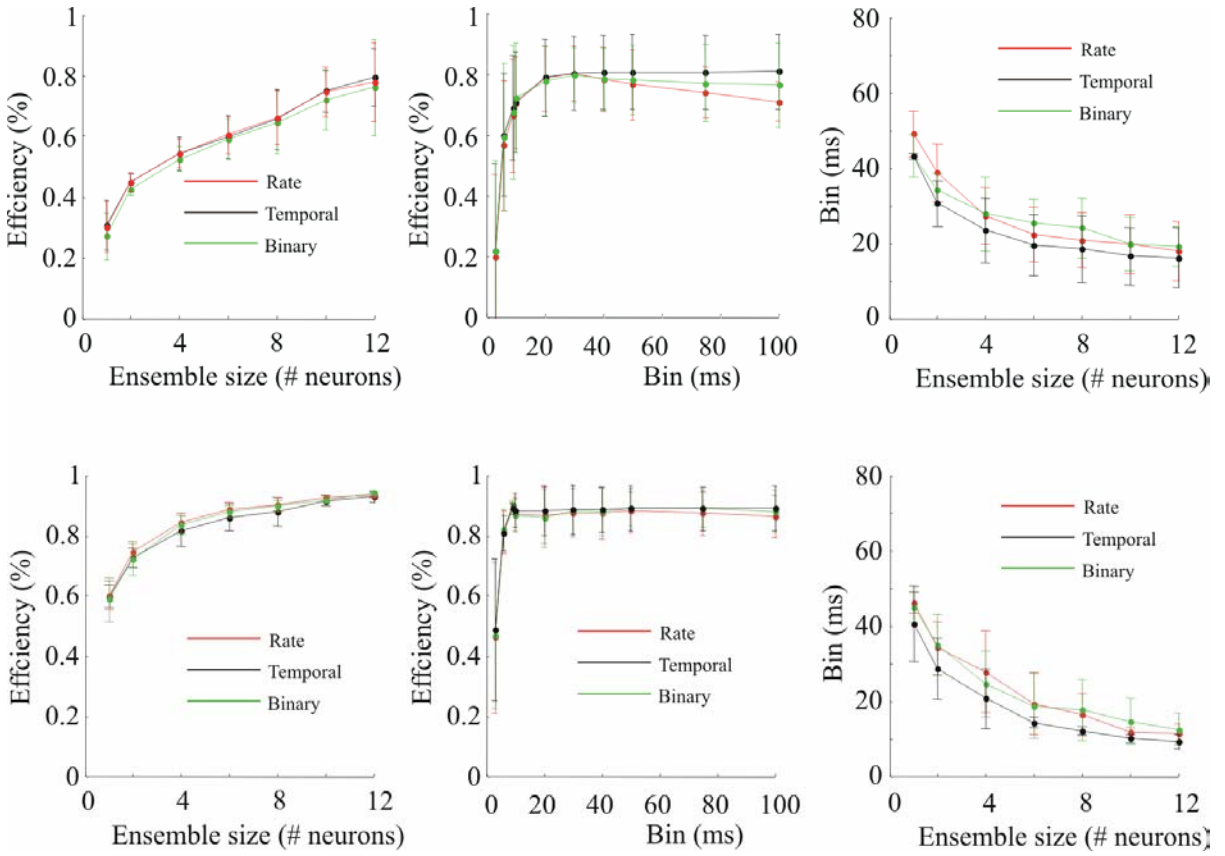 1
0.8
0.6
0.4
0.2
0
Effciency (%)
Rate
Temporal
Binary
0 4 8 12
Ensemble size (# neurons)
1
0.8
0.6
0.4
0.2
0
Effciency (%)
Rate
Temporal
Binary
0 20 40 60 80 100
Bin (ms)
80
60
40
20
0
Bin (ms)
Rate
Temporal
Binary
0 4 8 12
Ensemble size (# neurons)
1
0.8
0.6
0.4
0.2
0
Effciency (%)
Rate
Temporal
Binary
0 4 8 12
Ensemble size (# neurons)
1
0.8
0.6
0.4
0.2
0
Effciency (%)
Rate
Temporal
Binary
0 20 40 60 80 100
Bin (ms)
80
60
40
20
0
Bin (ms)
Rate
Temporal
Binary
0 4 8 12
Ensemble size (# neurons)